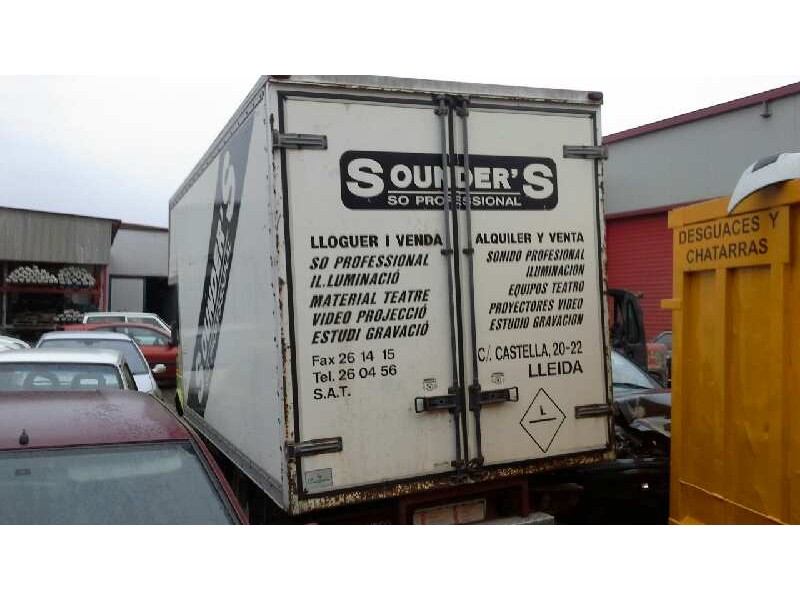 SOUNDER'S
SO PROFESSIONAL
LLOGUER I VENDA
SO PROFESSIONAL
IL.LUMINACIÓ
MATERIAL TEATRE
VIDEO PROJECCIÓ
ESTUDI GRAVACIÓ
Fax 26 14 15
Tel. 26 04 56
S.A.T.
ALQUILER Y VENTA
SONIDO PROFESIONAL
ILUMINACION
EQUIPOS TEATRO
PROYECTORES VIDEO
ESTUDIO GRAVACION
C/. CASTELLA, 20-22
LLEIDA
L
SOUNDER'S
DESGUACES Y
CHATARRAS